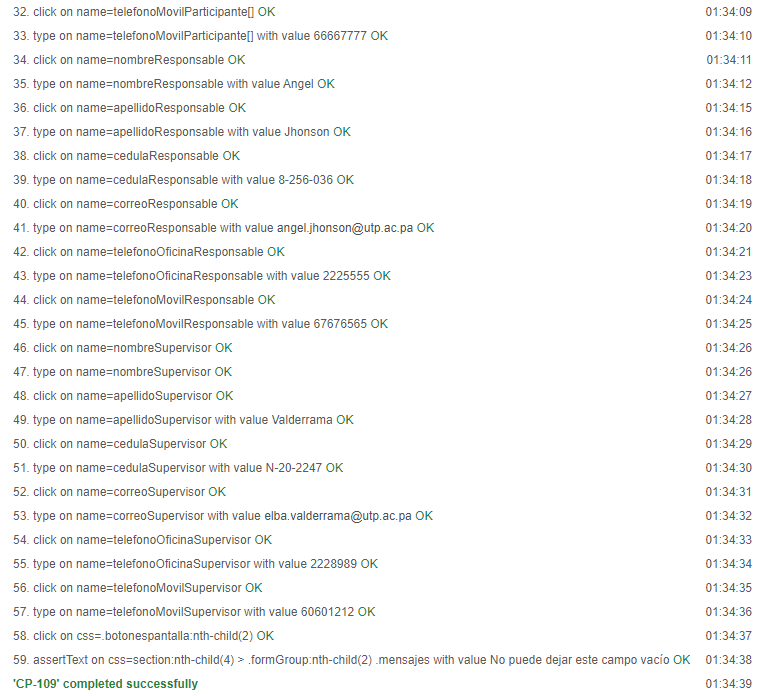 32. click on name=telefonoMovilParticipante[] OK 01:34:09
33. type on name=telefonoMovilParticipante[] with value 66667777 OK 01:34:10
34. click on name=nombreResponsable OK 01:34:11
35. type on name=nombreResponsable with value Angel OK 01:34:12
36. click on name=apellidoResponsable OK 01:34:15
37. type on name=apellidoResponsable with value Jhonson OK 01:34:16
38. click on name=cedulaResponsable OK 01:34:17
39. type on name=cedulaResponsable with value 8-256-036 OK 01:34:18
40. click on name=correoResponsable OK 01:34:19
41. type on name=correoResponsable with value angel.jhonson@utp.ac.pa OK 01:34:20
42. click on name=telefonoOficinaResponsable OK 01:34:21
43. type on name=telefonoOficinaResponsable with value 2225555 OK 01:34:23
44. click on name=telefonoMovilResponsable OK 01:34:24
45. type on name=telefonoMovilResponsable with value 67676565 OK 01:34:25
46. click on name=nombreSupervisor OK 01:34:26
47. type on name=nombreSupervisor OK 01:34:26
48. click on name=apellidoSupervisor OK 01:34:27
49. type on name=apellidoSupervisor with value Valderrama OK 01:34:28
50. click on name=cedulaSupervisor OK 01:34:29
51. type on name=cedulaSupervisor with value N-20-2247 OK 01:34:30
52. click on name=correoSupervisor OK 01:34:31
53. type on name=correoSupervisor with value elba.valderrama@utp.ac.pa OK 01:34:32
54. click on name=telefonoOficinaSupervisor OK 01:34:33
55. type on name=telefonoOficinaSupervisor with value 2228989 OK 01:34:34
56. click on name=telefonoMovilSupervisor OK 01:34:35
57. type on name=telefonoMovilSupervisor with value 60601212 OK 01:34:36
58. click on css=.botonespantalla:nth-child(2) OK 01:34:37
59. assertText on css=section:nth-child(4) > .formGroup:nth-child(2) .mensajes with value No puede dejar este campo vacío OK 01:34:38
'CP-109' completed successfully 01:34:39